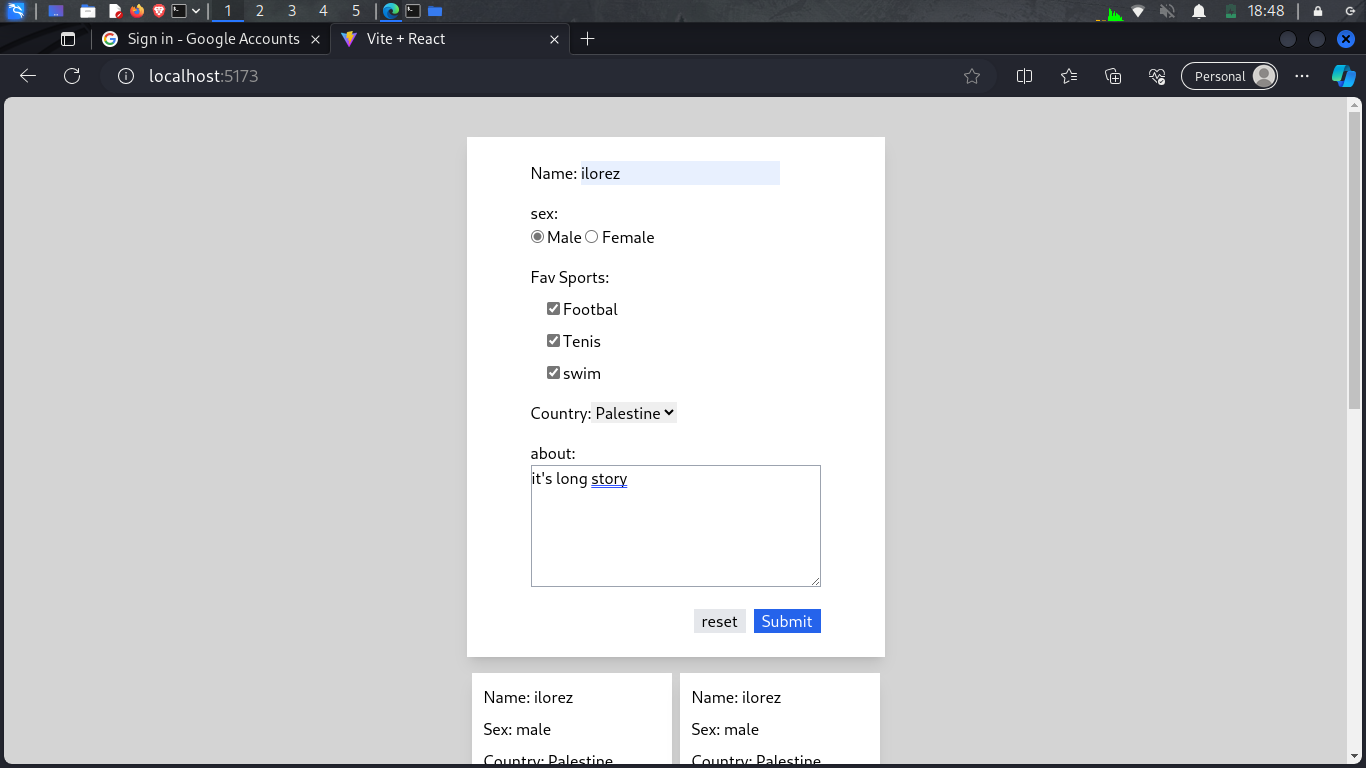 1 2 3 4 5 18:48
Sign in - Google Accounts Vite + React
localhost:5173 Personal
Name: ilorez
sex:
Male Female
Fav Sports:
Footbal
Tenis
swim
Country: Palestine
about:
it's long story
reset Submit
Name: ilorez Name: ilorez
Sex: male Sex: male
Country: Palestine Country: Palestine